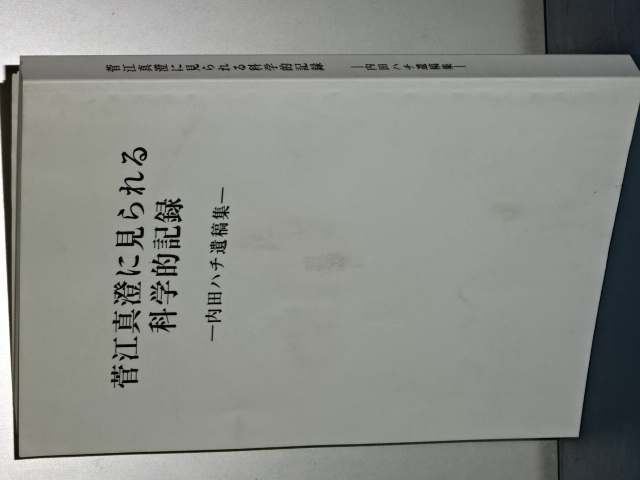 菅江真澄に見られる科学的記録　―内田ハチ遺稿集―
菅江真澄に見られる
科学的記録
―内田ハチ遺稿集―